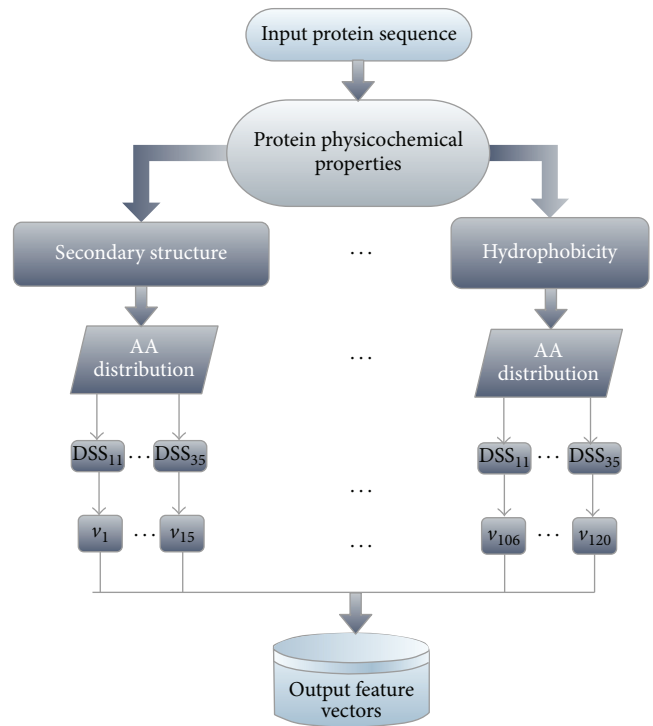 Input protein sequence
Protein physicochemical
properties
Secondary structure
...
Hydrophobicity
AA
distribution
...
AA
distribution
DSS₁₁ ... DSS₃₅
...
DSS₁₁ ... DSS₃₅
v₁ ... v₁₅
...
v₁₀₆ ... v₁₂₀
Output feature
vectors